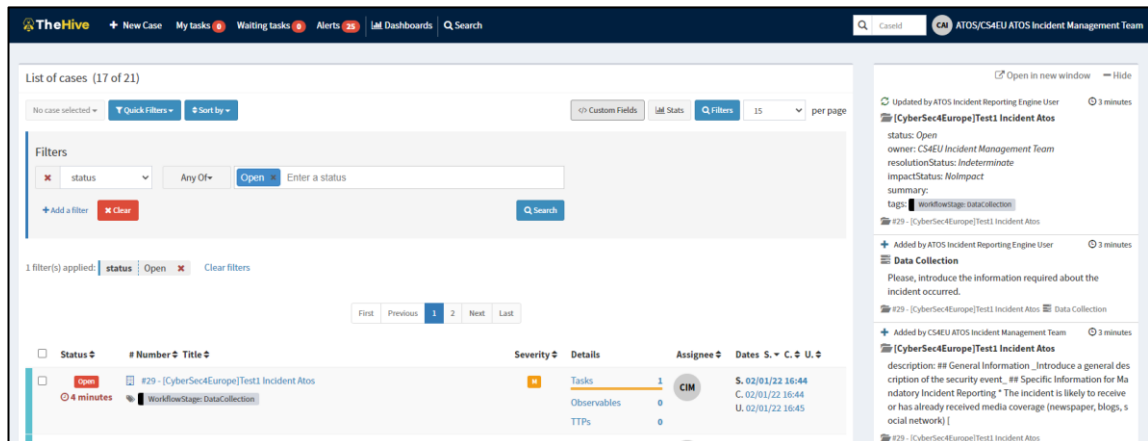 TheHive + New Case My tasks 0 Waiting tasks 0 Alerts 25 Dashboards Search CaseId CAI ATOS/CS4EU ATOS Incident Management Team
List of cases (17 of 21)
No case selected Quick Filters Sort by </> Custom Fields Stats Filters 15 per page
Filters
status Any Of Open Enter a status
+ Add a filter Clear Search
1 filter(s) applied: status Open Clear filters
First Previous 1 2 Next Last
Status # Number Title Severity Details Assignee Dates S. C. U.
Open #29 - [CyberSec4Europe]Test1 Incident Atos M Tasks 1 CIM S. 02/01/22 16:44
4 minutes WorkflowStage: DataCollection Observables 0 C. 02/01/22 16:44
TTPs 0 U. 02/01/22 16:45
Open in new window Hide
Updated by ATOS Incident Reporting Engine User 3 minutes
[CyberSec4Europe]Test1 Incident Atos
status: Open
owner: CS4EU Incident Management Team
resolutionStatus: Indeterminate
impactStatus: NoImpact
summary:
tags: WorkflowStage: DataCollection
#29 - [CyberSec4Europe]Test1 Incident Atos
+ Added by ATOS Incident Reporting Engine User 3 minutes
Data Collection
Please, introduce the information required about the
incident occurred.
#29 - [CyberSec4Europe]Test1 Incident Atos Data Collection
+ Added by CS4EU ATOS Incident Management Team 3 minutes
[CyberSec4Europe]Test1 Incident Atos
description: ## General Information _Introduce a general des
cription of the security event_ ## Specific Information for Ma
ndatory Incident Reporting * The incident is likely to receive
or has already received media coverage (newspaper, blogs, s
ocial network) [
#29 - [CyberSec4Europe]Test1 Incident Atos